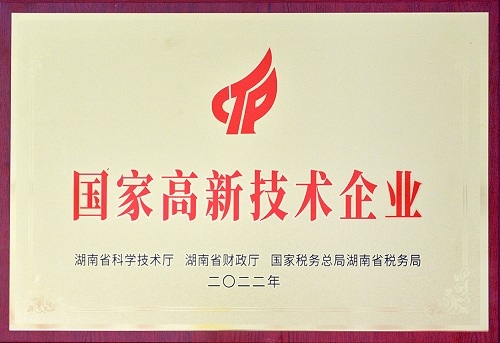 CTP
国家高新技术企业
湖南省科学技术厅 湖南省财政厅 国家税务总局湖南省税务局
二〇二二年